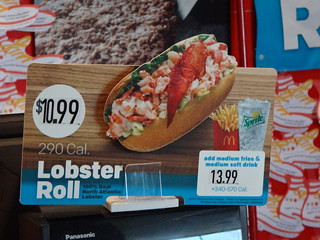 $10.99
290 Cal.
Lobster
Roll
100% Real
North Atlantic
Lobster
Sprite
add medium fries &
medium soft drink
13.99
+340-570 Cal.
Panasonic
R